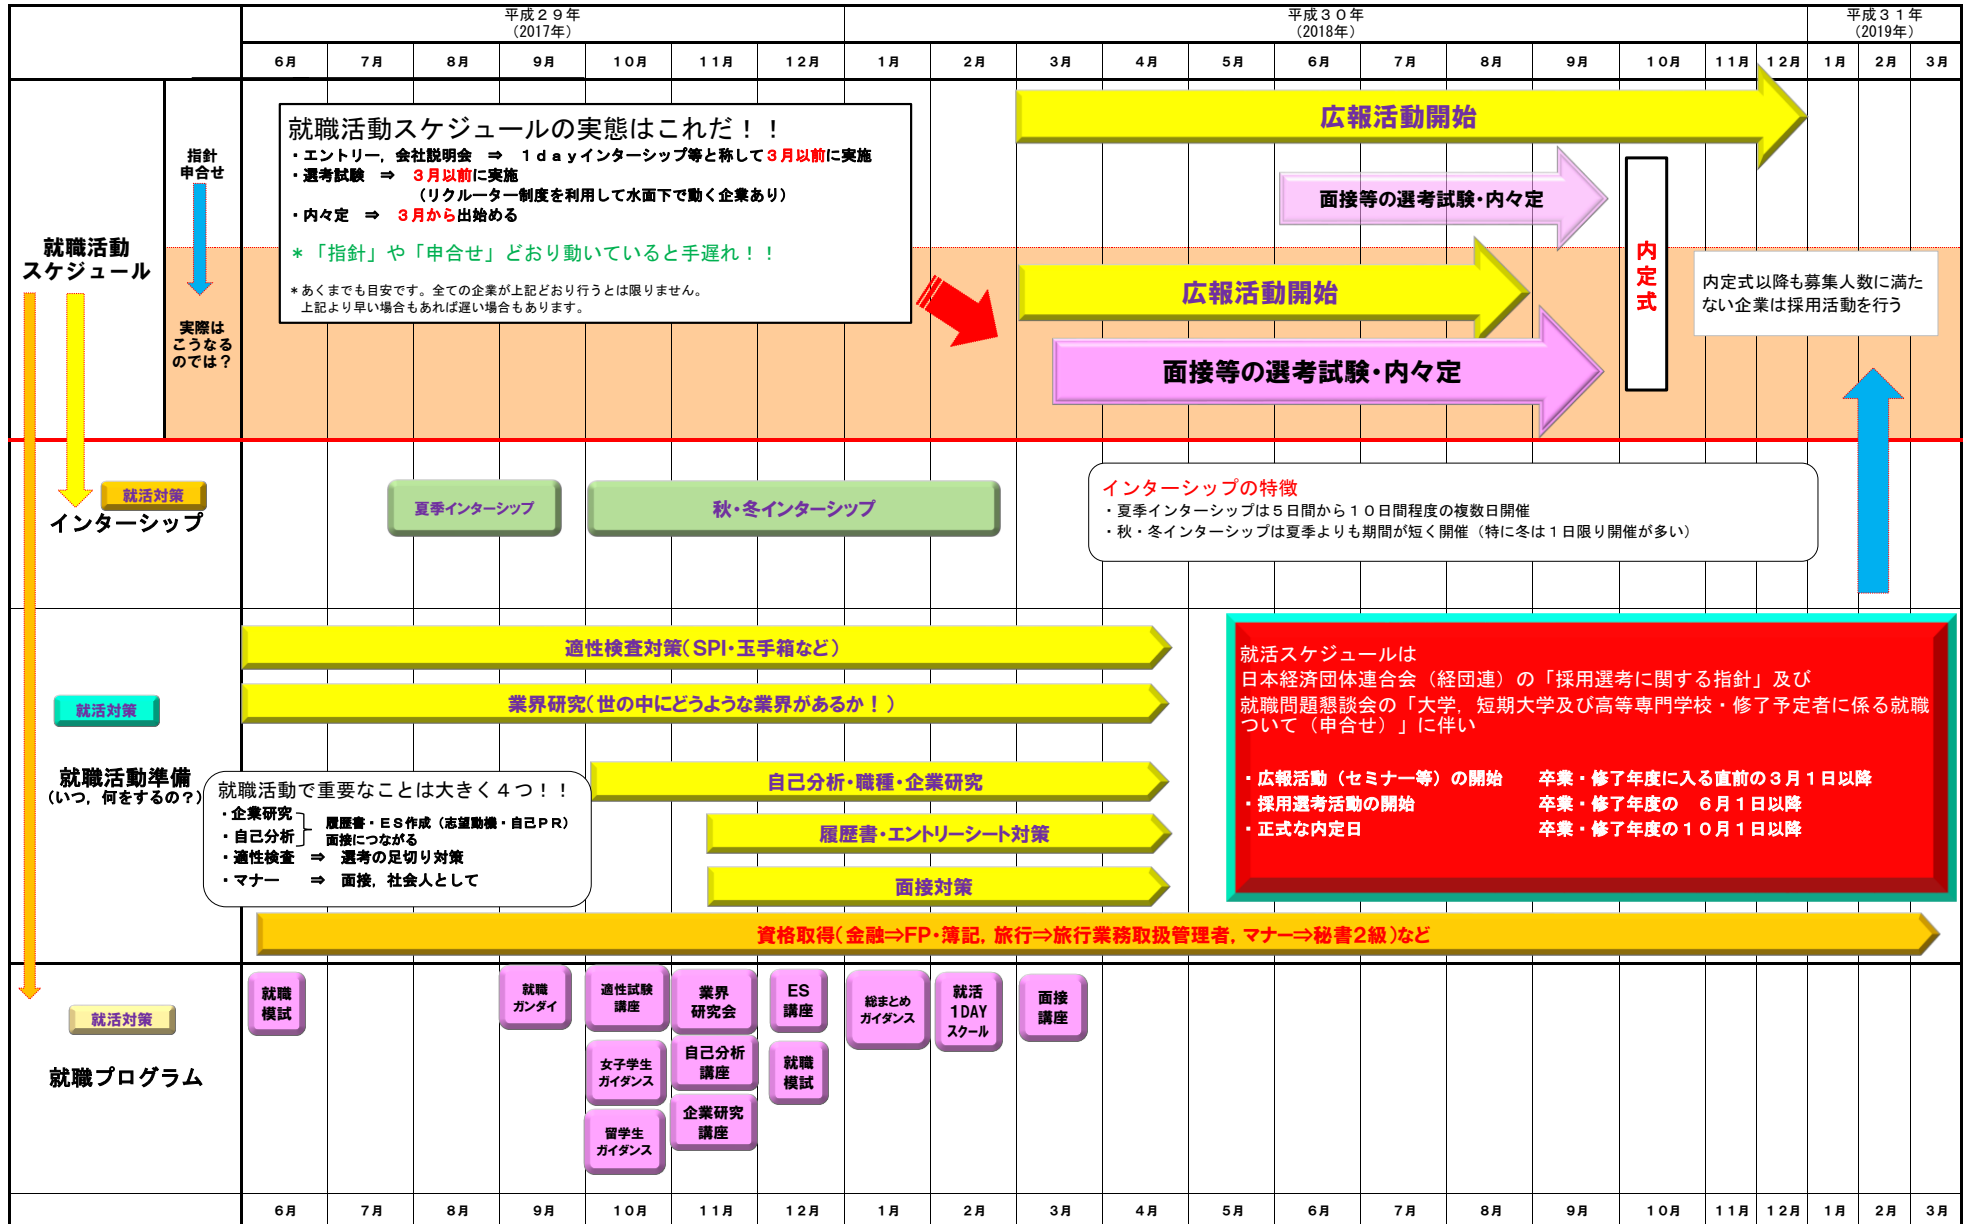 平成２９年
(2017年)
平成３０年
(2018年)
平成３１年
(2019年)
６月 ７月 ８月 ９月 １０月 １１月 １２月 １月 ２月 ３月 ４月 ５月 ６月 ７月 ８月 ９月 １０月 １１月 １２月 １月 ２月 ３月
就職活動
スケジュール
指針
申合せ
実際は
こうなる
のでは？
就職活動スケジュールの実態はこれだ！！
・エントリー，会社説明会 ⇒ １ｄａｙインターシップ等と称して３月以前に実施
・選考試験 ⇒ ３月以前に実施
（リクルーター制度を利用して水面下で動く企業あり）
・内々定 ⇒ ３月から出始める
＊「指針」や「申合せ」どおり動いていると手遅れ！！
＊あくまでも目安です。全ての企業が上記どおり行うとは限りません。
上記より早い場合もあれば遅い場合もあります。
広報活動開始
面接等の選考試験・内々定
広報活動開始
面接等の選考試験・内々定
内定式
内定式以降も募集人数に満た
ない企業は採用活動を行う
就活対策
インターシップ
夏季インターシップ
秋・冬インターシップ
インターシップの特徴
・夏季インターシップは５日間から１０日間程度の複数日開催
・秋・冬インターシップは夏季よりも期間が短く開催（特に冬は１日限り開催が多い）
就活対策
就職活動準備
(いつ，何をするの？)
適性検査対策(SPI・玉手箱など)
業界研究(世の中にどうような業界があるか！)
自己分析・職種・企業研究
履歴書・エントリーシート対策
面接対策
資格取得(金融⇒FP・簿記，旅行⇒旅行業務取扱管理者，マナー⇒秘書2級)など
就職活動で重要なことは大きく４つ！！
・企業研究
・自己分析
履歴書・ＥＳ作成（志望動機・自己ＰＲ）
面接につながる
・適性検査 ⇒ 選考の足切り対策
・マナー ⇒ 面接，社会人として
就活スケジュールは
日本経済団体連合会（経団連）の「採用選考に関する指針」及び
就職問題懇談会の「大学，短期大学及び高等専門学校・修了予定者に係る就職
ついて（申合せ）」に伴い
・広報活動（セミナー等）の開始 卒業・修了年度に入る直前の３月１日以降
・採用選考活動の開始 卒業・修了年度の ６月１日以降
・正式な内定日 卒業・修了年度の１０月１日以降
就活対策
就職プログラム
就職
模試
就職
ガンダイ
適性試験
講座
女子学生
ガイダンス
留学生
ガイダンス
業界
研究会
自己分析
講座
企業研究
講座
ES
講座
就職
模試
総まとめ
ガイダンス
就活
1DAY
スクール
面接
講座
６月 ７月 ８月 ９月 １０月 １１月 １２月 １月 ２月 ３月 ４月 ５月 ６月 ７月 ８月 ９月 １０月 １１月 １２月 １月 ２月 ３月